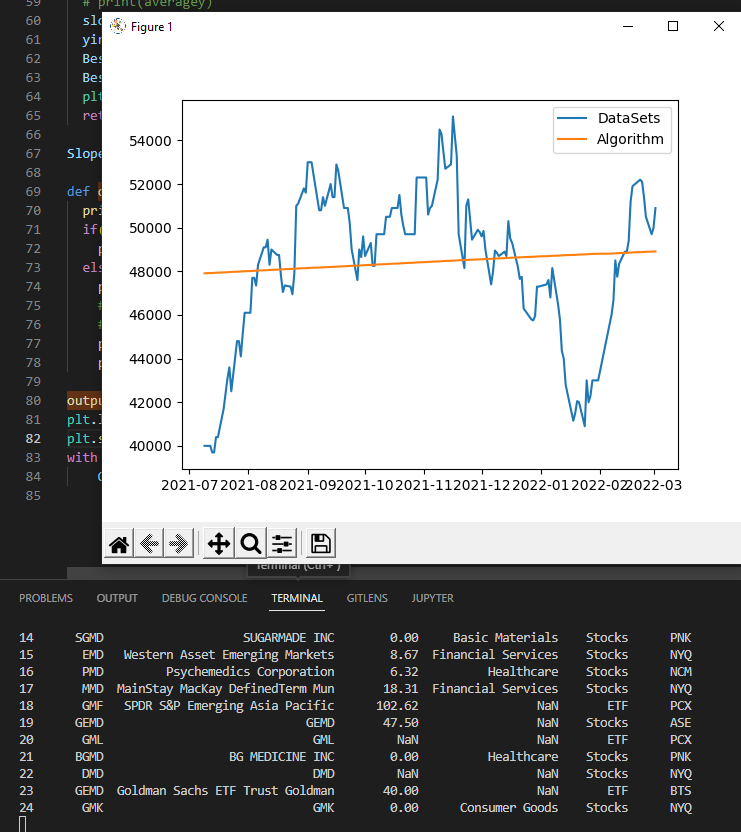 59 # print(averagey)
Figure 1
60 slo
61 yin
62 Bes
63 Bes
64 plt
65 ret
66
67 Slope
68
69 def
70 pri
71 if(
72 p
73 els
74 p
75 #
76 #
77 p
78 p
79
80 outpu
81 plt.l
82 plt.s
83 with
84
85
DataSets
Algorithm
54000
52000
50000
48000
46000
44000
42000
40000
2021-07 2021-08 2021-09 2021-10 2021-11 2021-12 2022-01 2022-02 2022-03
Terminal (Ctrl+`)
PROBLEMS OUTPUT DEBUG CONSOLE TERMINAL GITLENS JUPYTER
14 SGMD SUGARMADE INC 0.00 Basic Materials Stocks PNK
15 EMD Western Asset Emerging Markets 8.67 Financial Services Stocks NYQ
16 PMD Psychemedics Corporation 6.32 Healthcare Stocks NCM
17 MMD MainStay MacKay DefinedTerm Mun 18.31 Financial Services Stocks NYQ
18 GMF SPDR S&P Emerging Asia Pacific 102.62 NaN ETF PCX
19 GEMD GEMD 47.50 NaN Stocks ASE
20 GML GML NaN NaN ETF PCX
21 BGMD BG MEDICINE INC 0.00 Healthcare Stocks PNK
22 DMD DMD NaN NaN Stocks NYQ
23 GEMD Goldman Sachs ETF Trust Goldman 40.00 NaN ETF BTS
24 GMK GMK 0.00 Consumer Goods Stocks NYQ